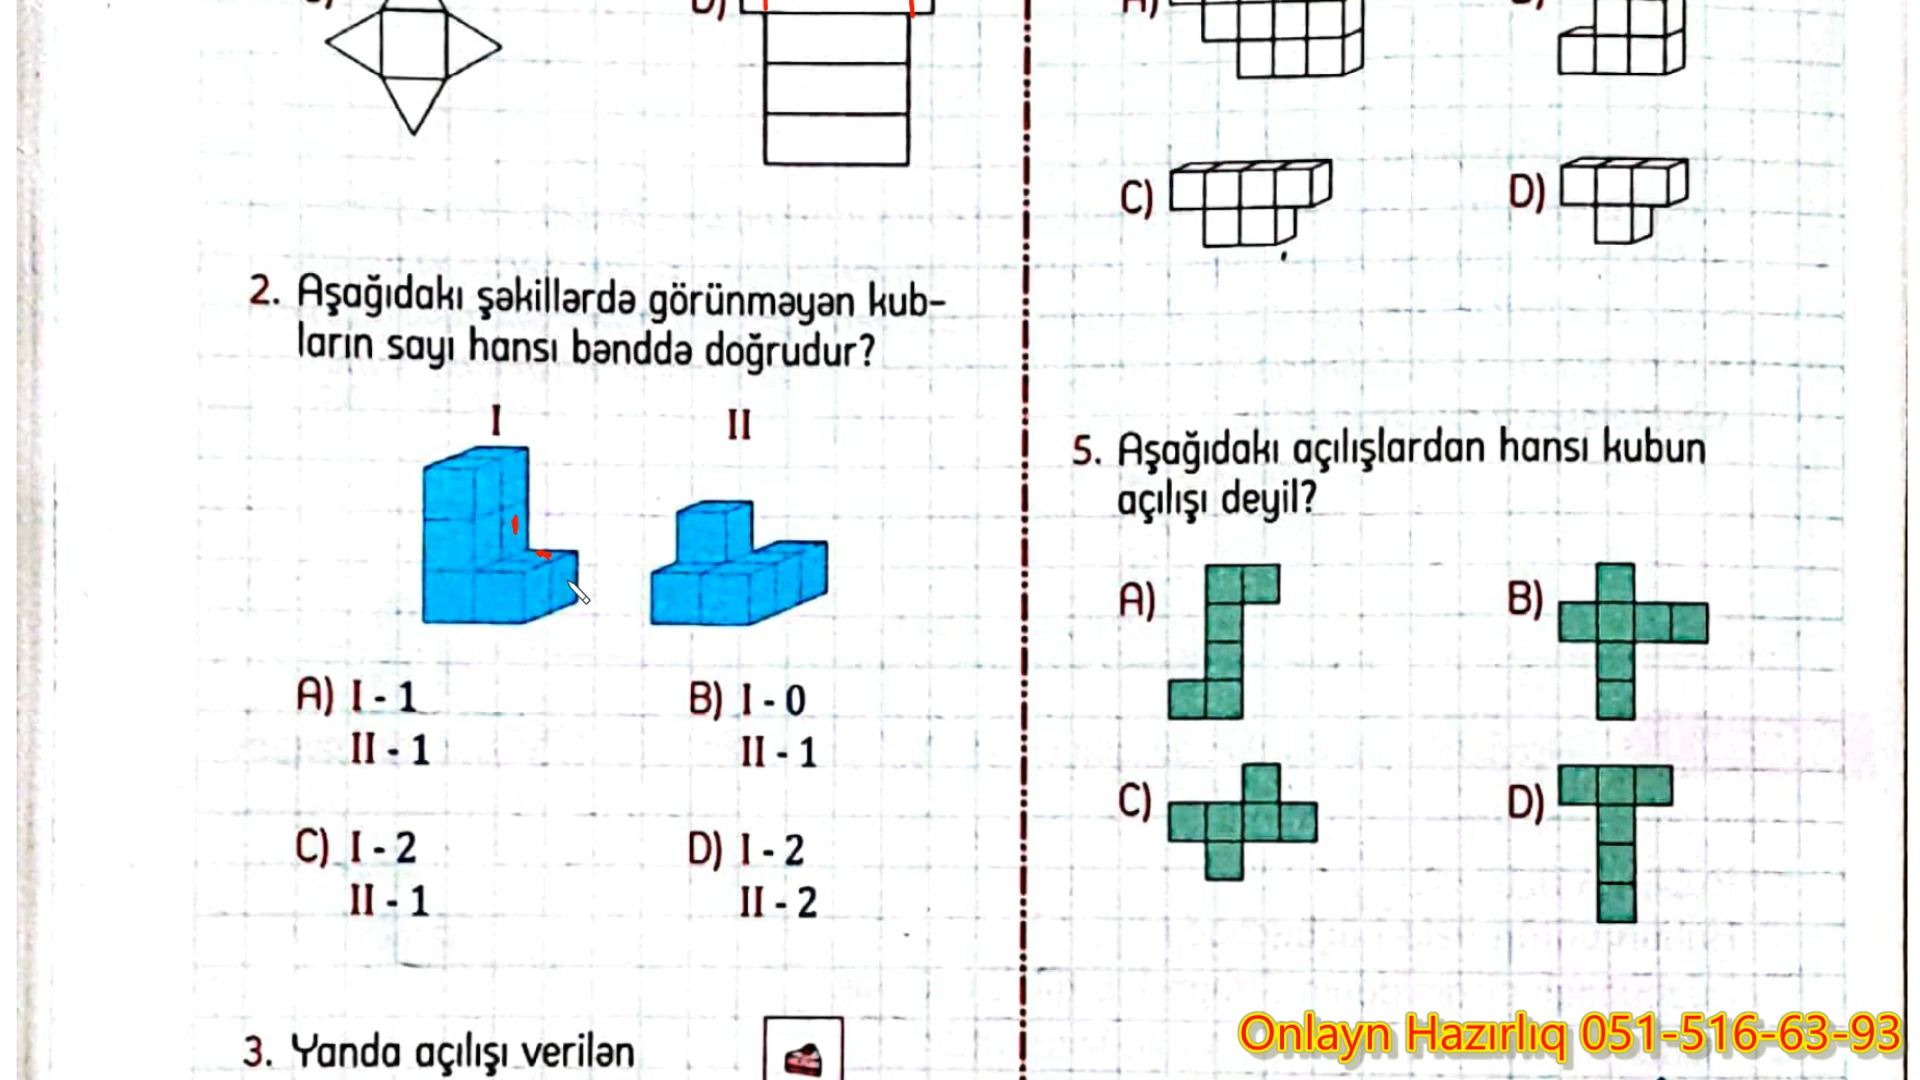 2. Aşağıdakı şəkillərdə görünməyən kub-
ların sayı hansı bənddə doğrudur?
I II
A) I - 1
II - 1
B) I - 0
II - 1
C) I - 2
II - 1
D) I - 2
II - 2
3. Yanda açılışı verilən
C)
D)
5. Aşağıdakı açılışlardan hansı kubun
açılışı deyil?
A)
B)
C)
D)
Onlayn Hazırlıq 051-516-63-93